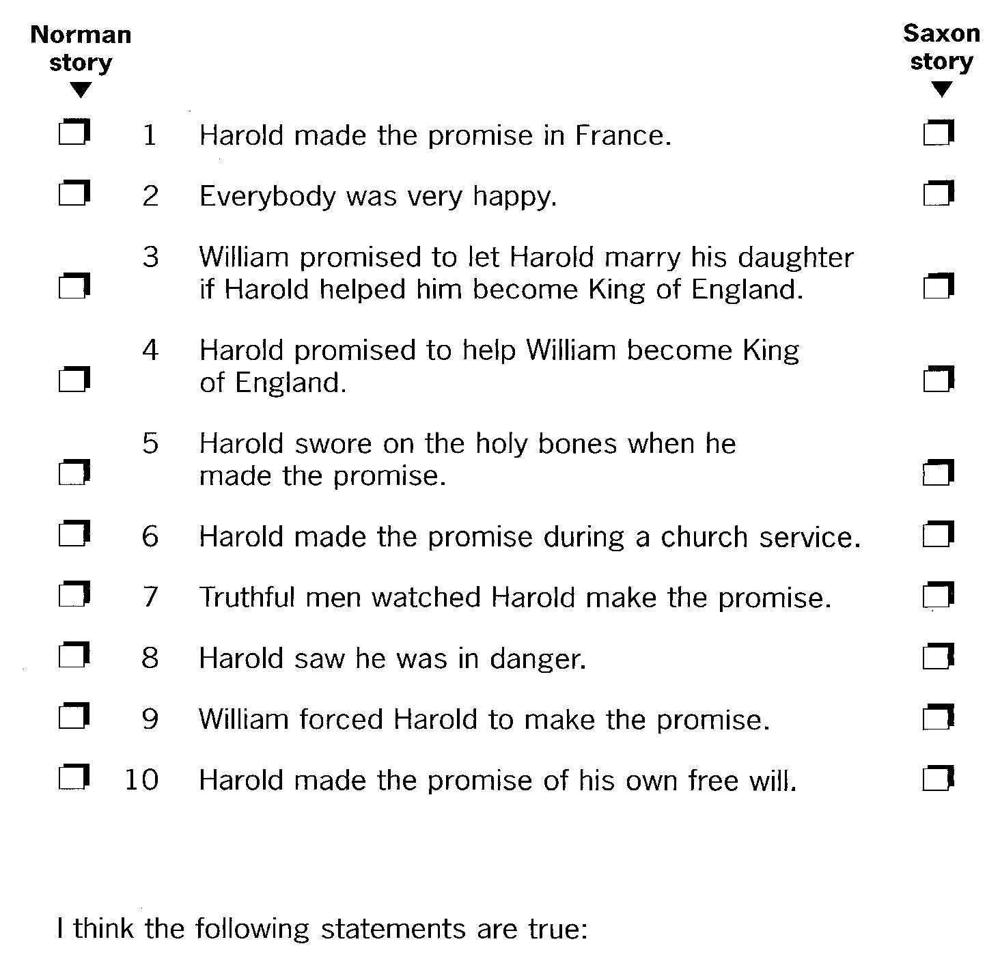 Norman story
Saxon story
1 Harold made the promise in France.
2 Everybody was very happy.
3 William promised to let Harold marry his daughter
if Harold helped him become King of England.
4 Harold promised to help William become King
of England.
5 Harold swore on the holy bones when he
made the promise.
6 Harold made the promise during a church service.
7 Truthful men watched Harold make the promise.
8 Harold saw he was in danger.
9 William forced Harold to make the promise.
10 Harold made the promise of his own free will.
I think the following statements are true: